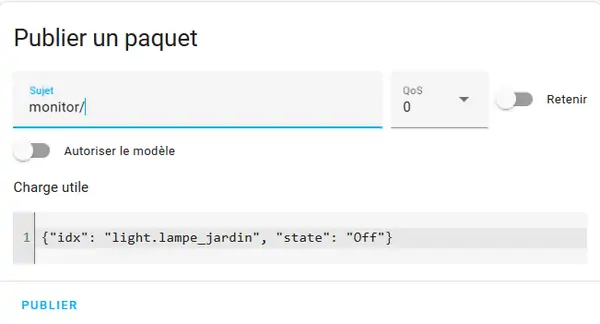 Publier un paquet
Sujet
monitor/
QoS
0
Retenir
Autoriser le modèle
Charge utile
1 {"idx": "light.lampe_jardin", "state": "Off"}
PUBLIER